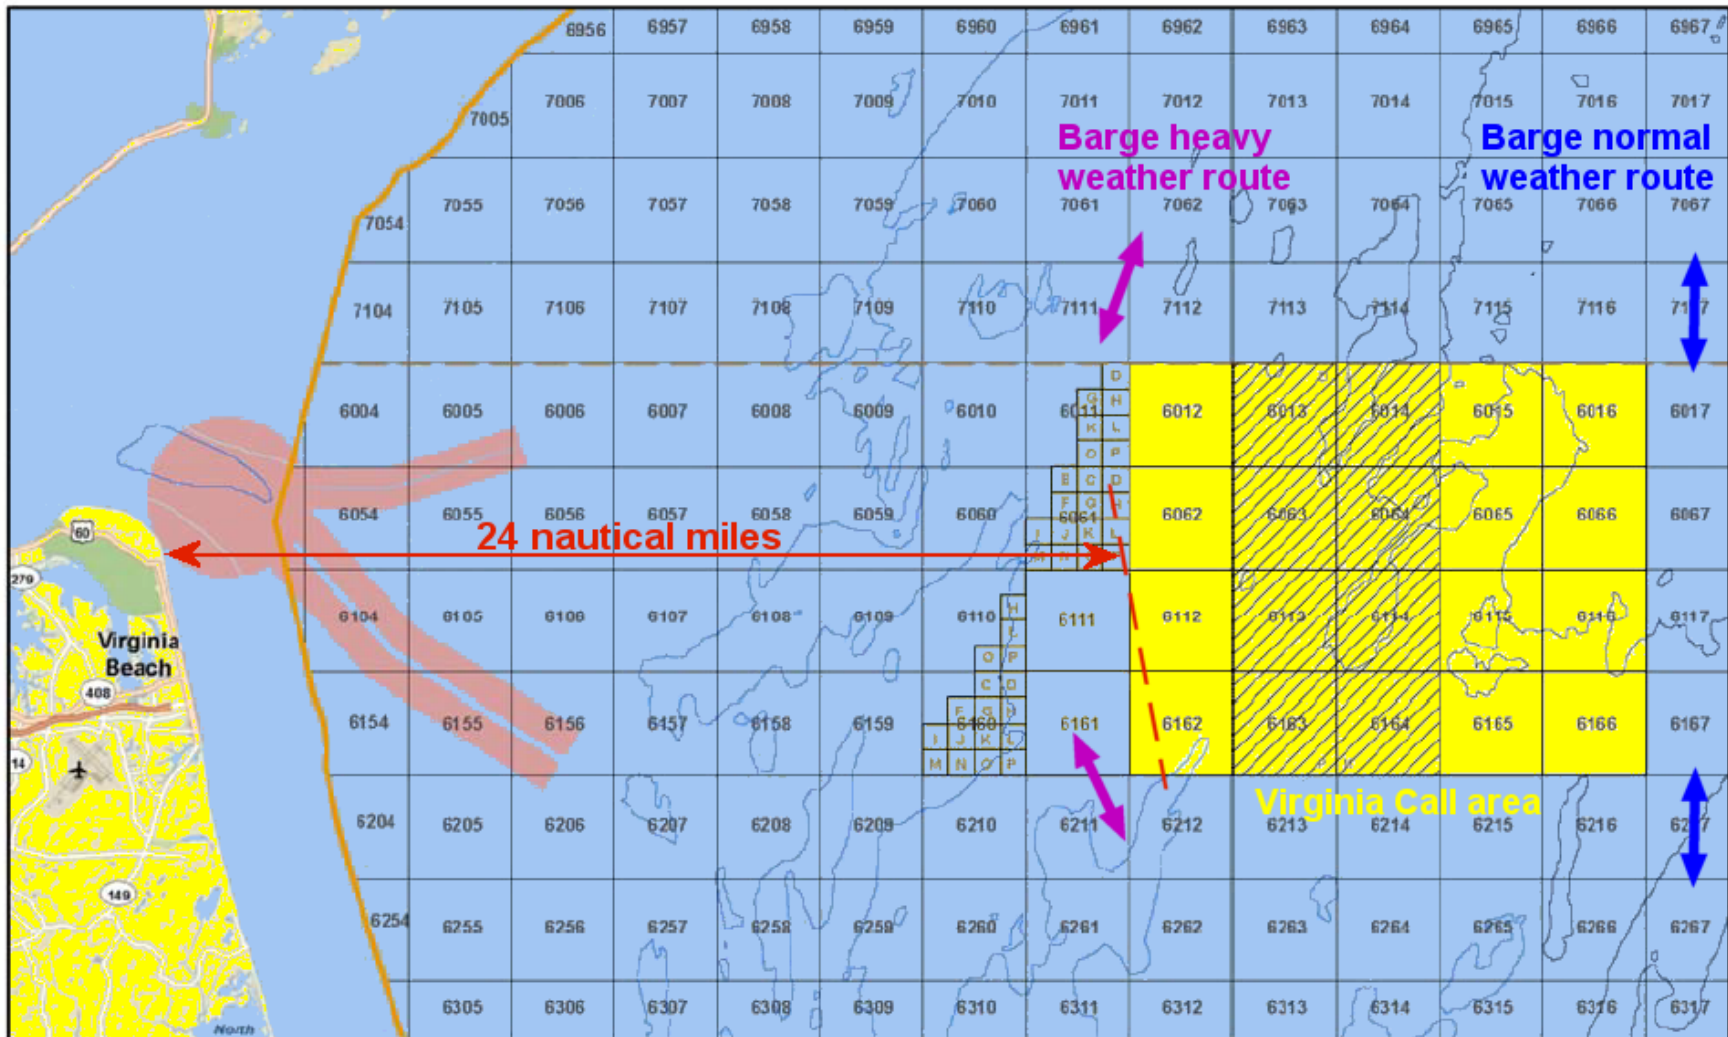 6956 6957 6958 6959 6960 6961 6962 6963 6964 6965 6966 6967
7005 7006 7007 7008 7009 7010 7011 7012 7013 7014 7015 7016 7017
Barge heavy
weather route
Barge normal
weather route
7054 7055 7056 7057 7058 7059 7060 7061 7062 7063 7064 7065 7066 7067
7104 7105 7106 7107 7108 7109 7110 7111 7112 7113 7114 7115 7116 7117
D
6004 6005 6006 6007 6008 6009 6010 6011 6012 6013 6014 6015 6016 6017
G H
K L
O P
B C D
F G H
6054 6055 6056 6057 6058 6059 6060 6061 6062 6063 6064 6065 6066 6067
I J K L
24 nautical miles
M N P
60
279
H
L
6104 6105 6106 6107 6108 6109 6110 6111 6112 6113 6114 6115 6116 6117
Virginia
Beach
O P
C D
408
F G H
6154 6155 6156 6157 6158 6159 6160 6161 6162 6163 6164 6165 6166 6167
I J K L
M N O P
P M
14
Virginia Call area
6204 6205 6206 6207 6208 6209 6210 6211 6212 6213 6214 6215 6216 6217
149
6254 6255 6256 6257 6258 6259 6260 6261 6262 6263 6264 6265 6266 6267
6305 6306 6307 6308 6309 6310 6311 6312 6313 6314 6315 6316 6317
North